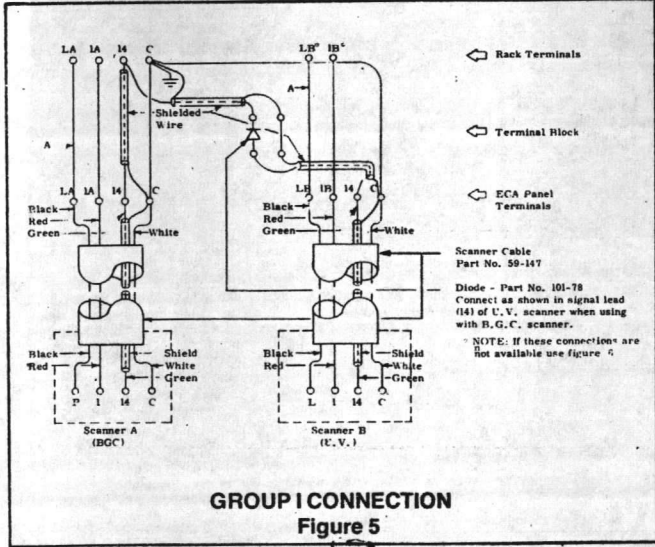 LA 1A 14 C LB° 1B°
Rack Terminals
A
Shielded
Wire
Terminal Block
A
LA 1A 14 C LB 1B 14 C
ECA Panel
Terminals
Black
Red
Green
White
Black
Red
Green
White
Scanner Cable
Part No. 59-147
Diode - Part No. 101-78
Connect as shown in signal lead
(14) of U.V. scanner when using
with B.G.C. scanner.
° NOTE: If these connections are
not available use figure
Black
Red
Shield
White
Green
Black
Red
Shield
White
Green
14 C L 1 14 C
Scanner A
(BGC)
Scanner B
(U.V.)
GROUP I CONNECTION
Figure 5